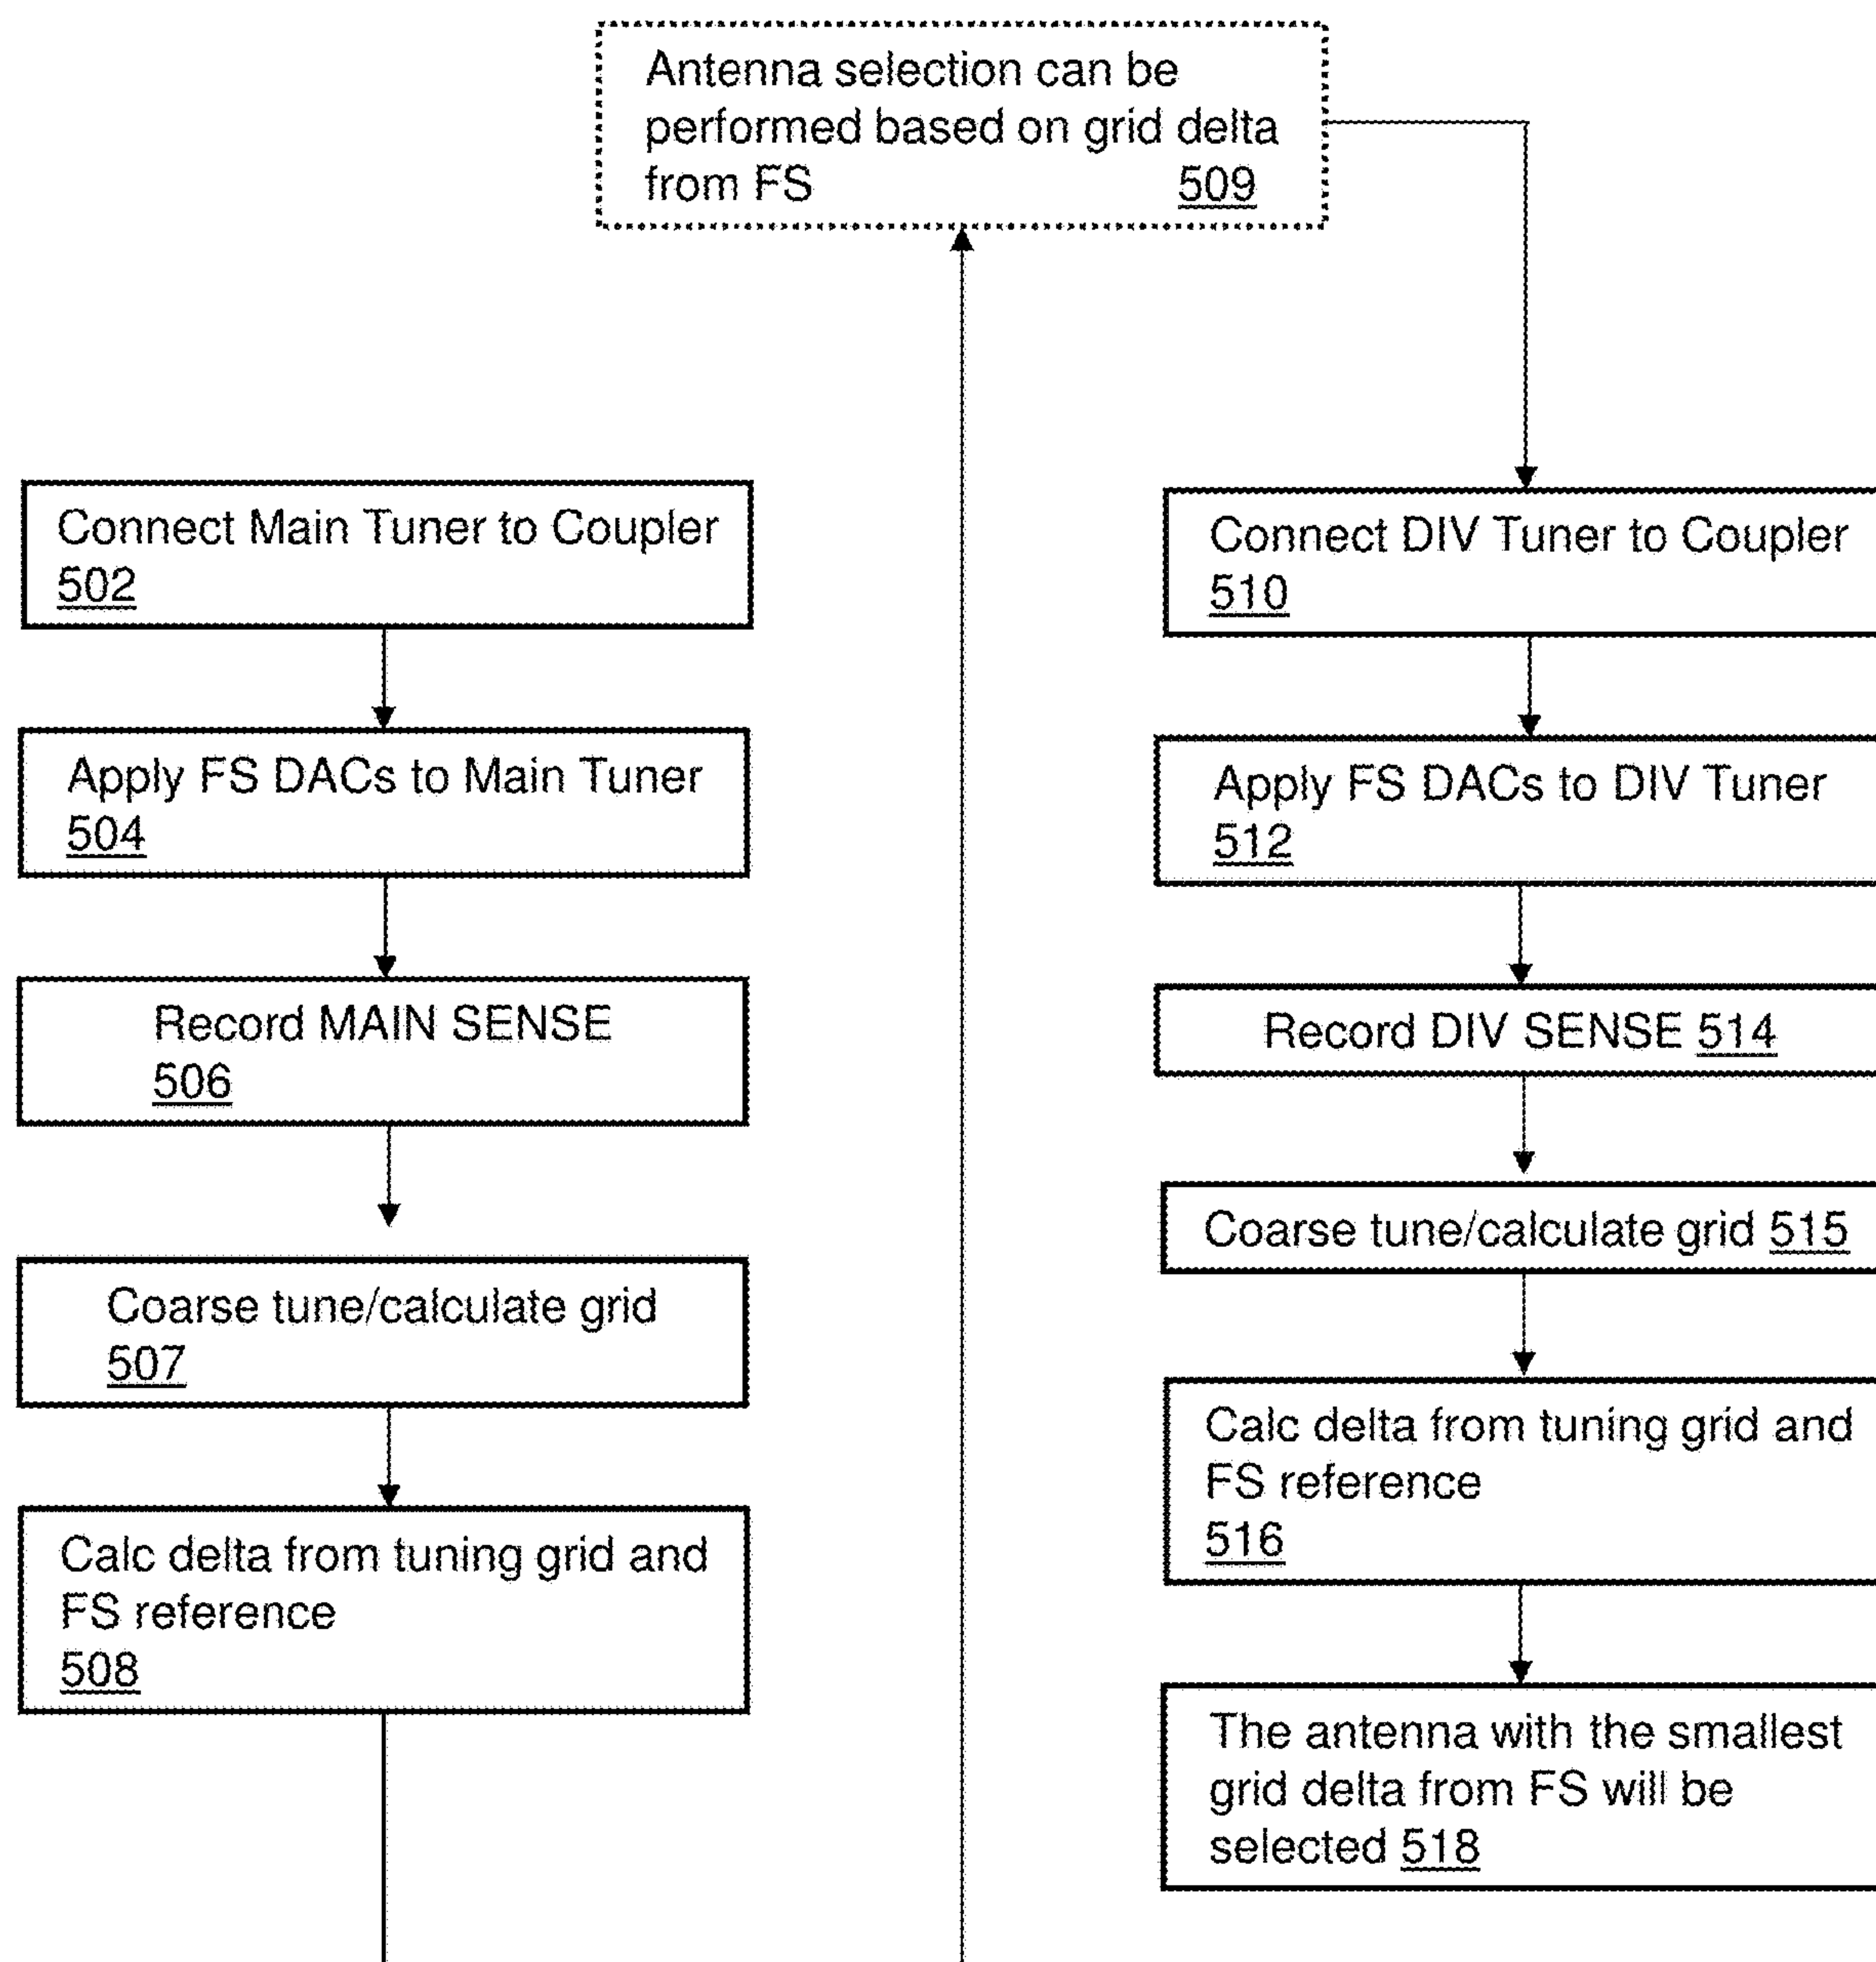 Antenna selection can be
performed based on grid delta
from FS 509
Connect Main Tuner to Coupler
502
Apply FS DACs to Main Tuner
504
Record MAIN SENSE
506
Coarse tune/calculate grid
507
Calc delta from tuning grid and
FS reference
508
Connect DIV Tuner to Coupler
510
Apply FS DACs to DIV Tuner
512
Record DIV SENSE 514
Coarse tune/calculate grid 515
Calc delta from tuning grid and
FS reference
516
The antenna with the smallest
grid delta from FS will be
selected 518